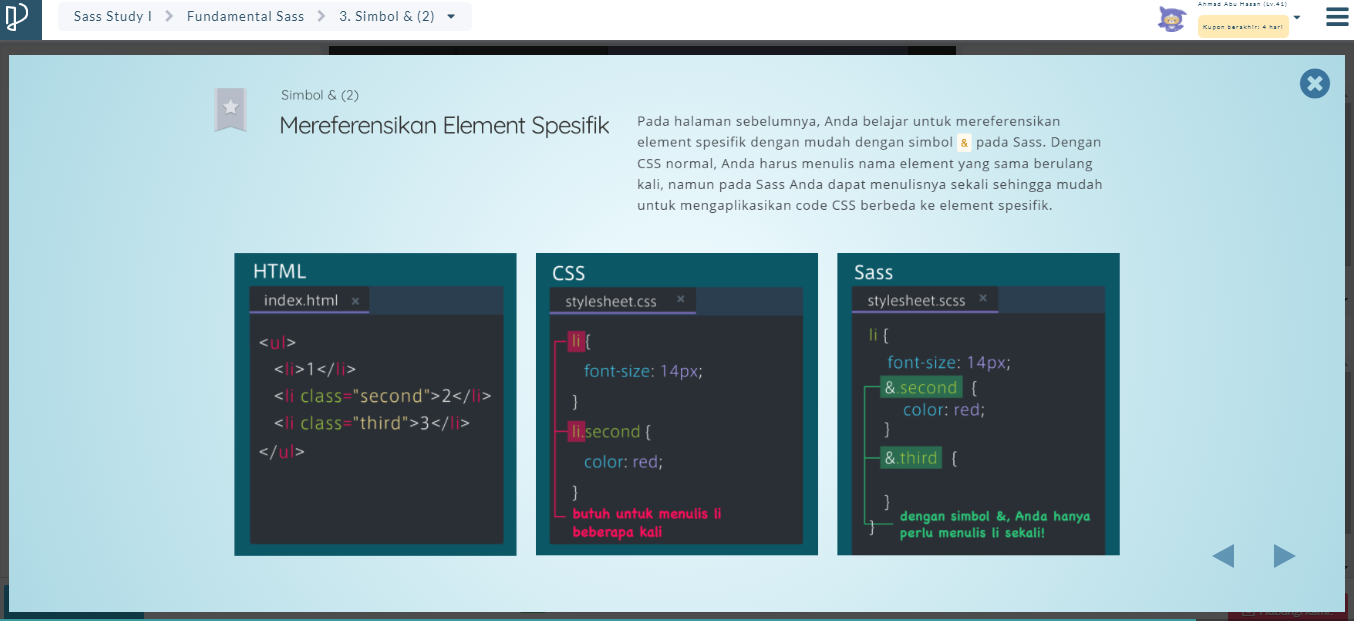 Sass Study I
Fundamental Sass
3. Simbol & (2)
Ahmad Abu Hasan (Lv.41)
Kupon berakhir: 4 hari
Simbol & (2)
Mereferensikan Element Spesifik
Pada halaman sebelumnya, Anda belajar untuk mereferensikan
element spesifik dengan mudah dengan simbol & pada Sass. Dengan
CSS normal, Anda harus menulis nama element yang sama berulang
kali, namun pada Sass Anda dapat menulisnya sekali sehingga mudah
untuk mengaplikasikan code CSS berbeda ke element spesifik.
HTML
index.html ×
<ul>
<li>1</li>
<li class="second">2</li>
<li class="third">3</li>
</ul>
CSS
stylesheet.css ×
li {
font-size: 14px;
}
li.second {
color: red;
}
butuh untuk menulis li
beberapa kali
Sass
stylesheet.scss ×
li {
font-size: 14px;
&.second {
color: red;
}
&.third {
}
}
dengan simbol &, Anda hanya
perlu menulis li sekali!